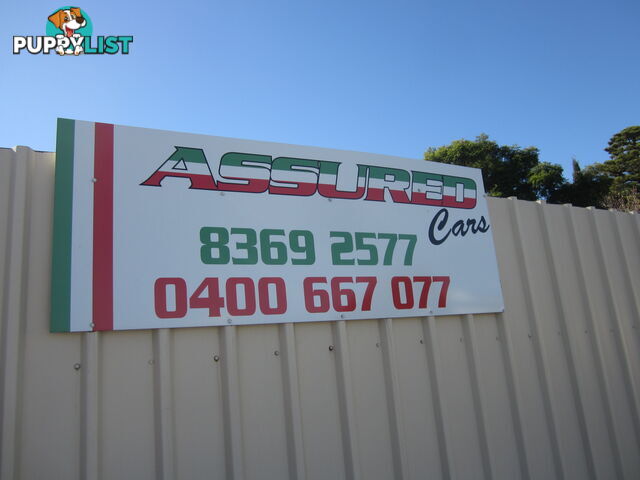 PUPPYLIST
ASSURED
Cars
8369 2577
0400 667 077